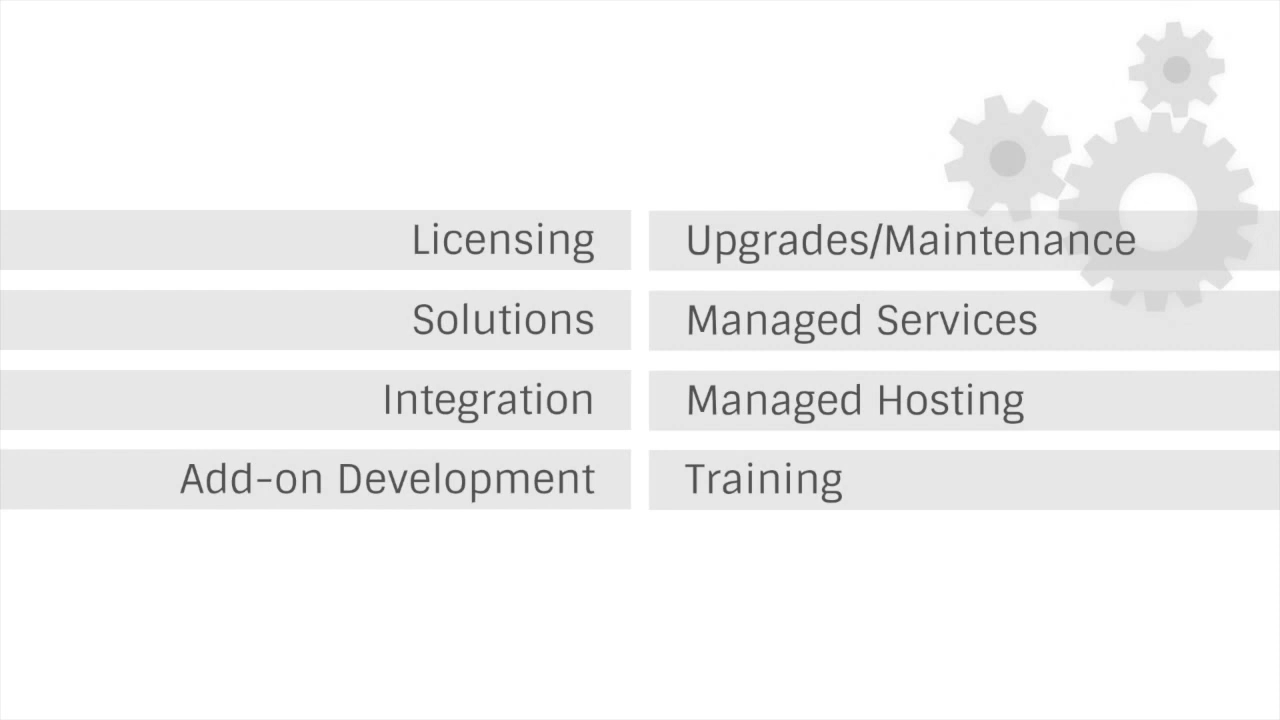 Licensing
Solutions
Integration
Add-on Development
Upgrades/Maintenance
Managed Services
Managed Hosting
Training